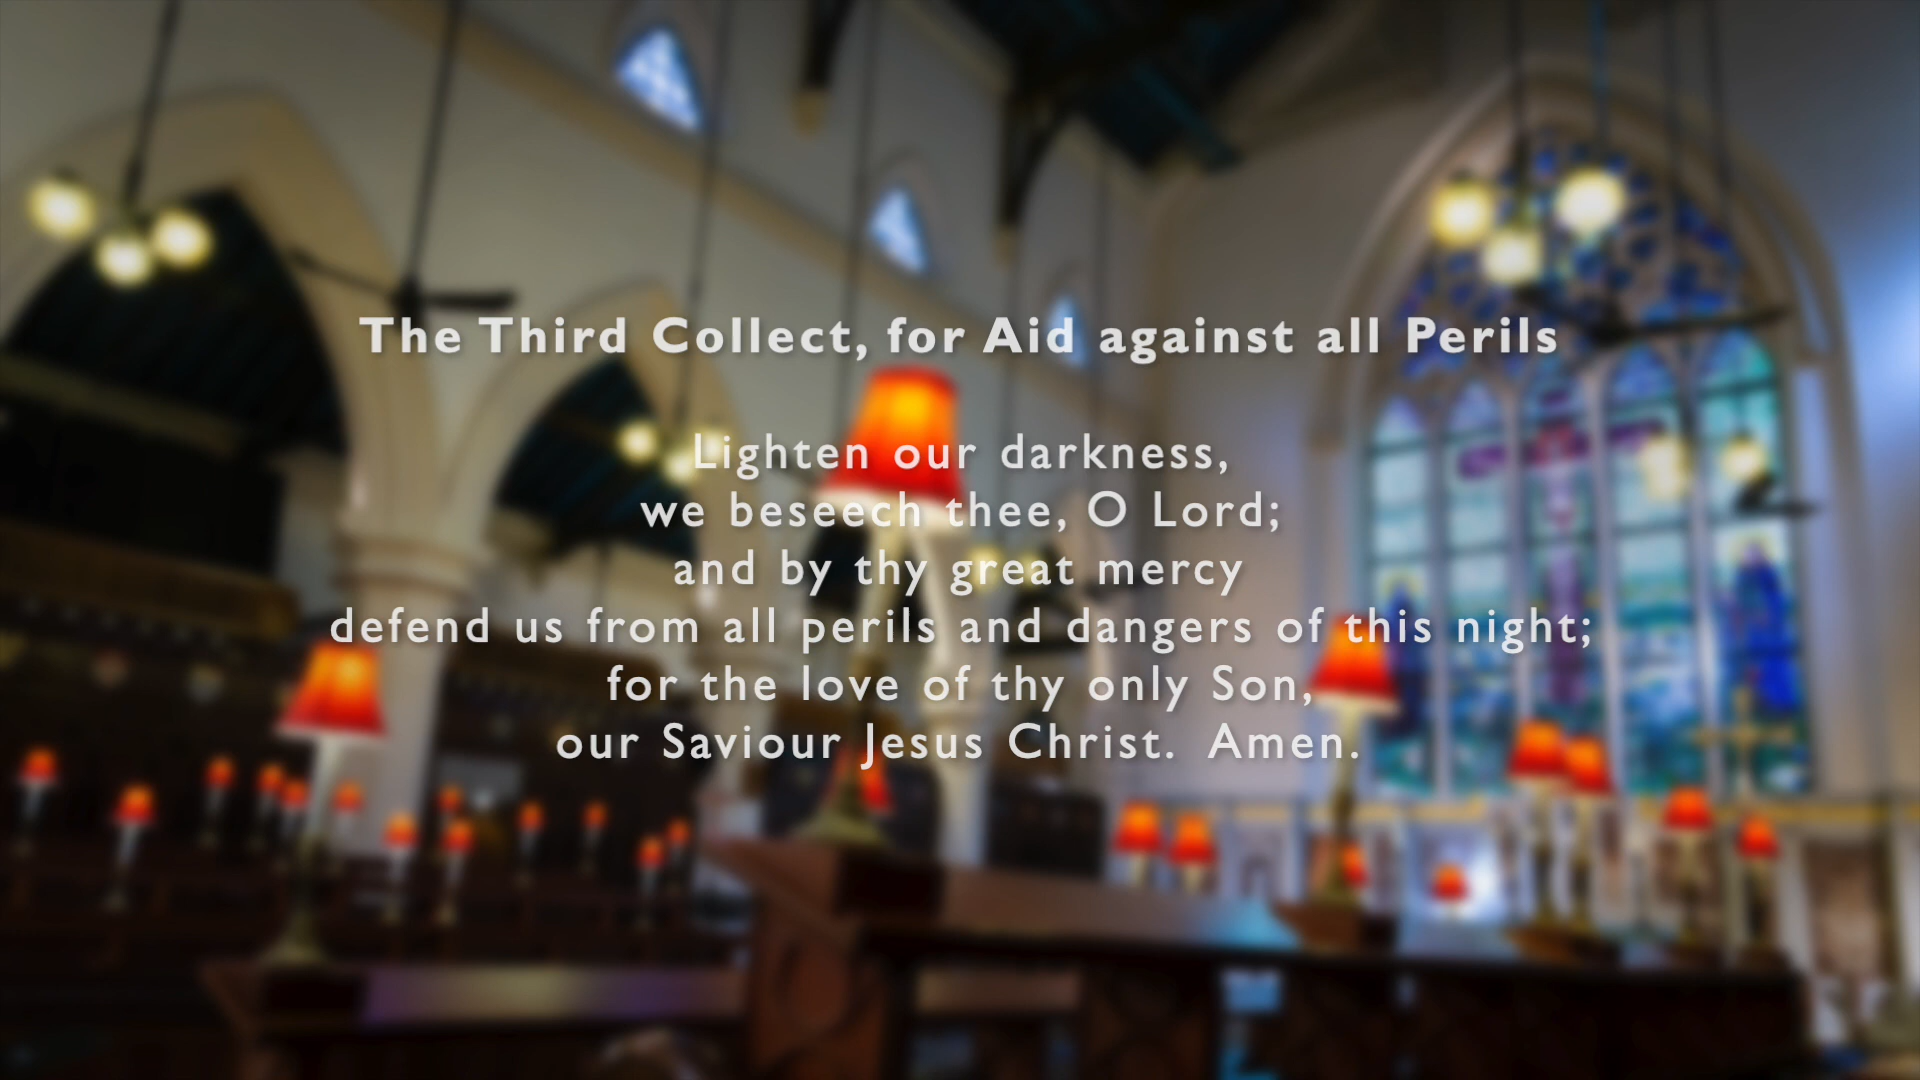 The Third Collect, for Aid against all Perils
Lighten our darkness,
we beseech thee, O Lord;
and by thy great mercy
defend us from all perils and dangers of this night;
for the love of thy only Son,
our Saviour Jesus Christ.  Amen.